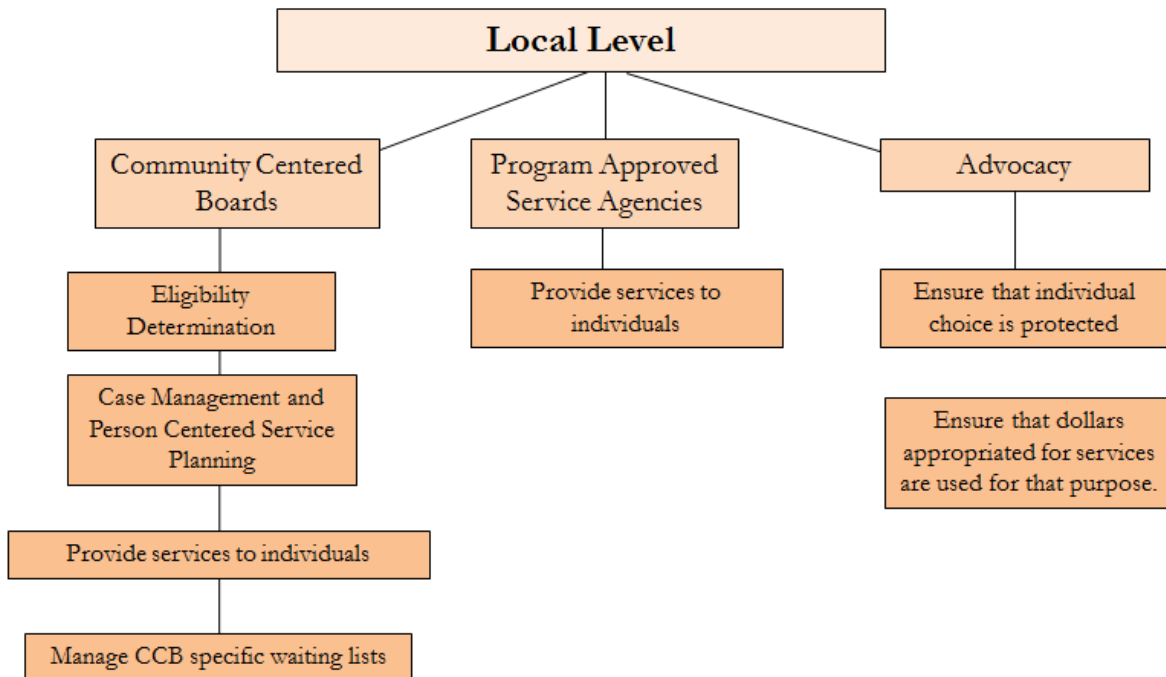 Local Level
Community Centered
Boards
Eligibility
Determination
Case Management and
Person Centered Service
Planning
Provide services to individuals
Manage CCB specific waiting lists
Program Approved
Service Agencies
Provide services to
individuals
Advocacy
Ensure that individual
choice is protected
Ensure that dollars
appropriated for services
are used for that purpose.